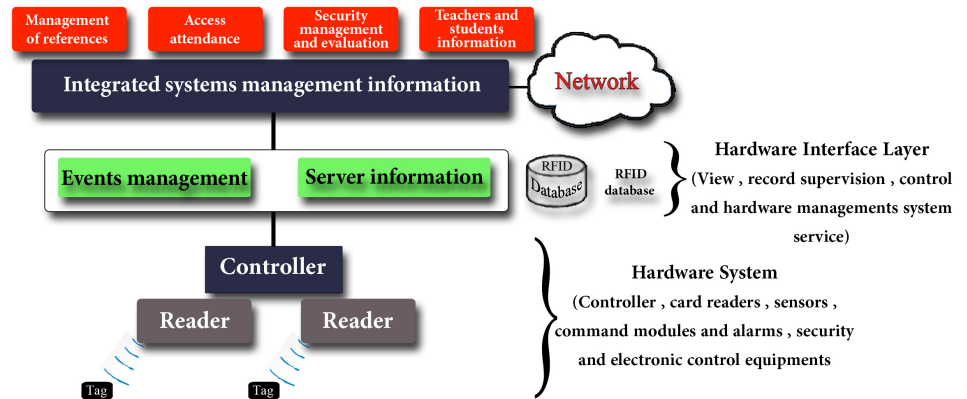 Management
of references
Access
attendance
Security
management
and evaluation
Teachers and
students
information
Integrated systems management information
Network
Events management
Server information
RFID
Database
RFID
database
Hardware Interface Layer
(View , record supervision , control
and hardware managements system
service)
Controller
Hardware System
(Controller , card readers , sensors ,
command modules and alarms , security
and electronic control equipments
Reader
Reader
Tag
Tag